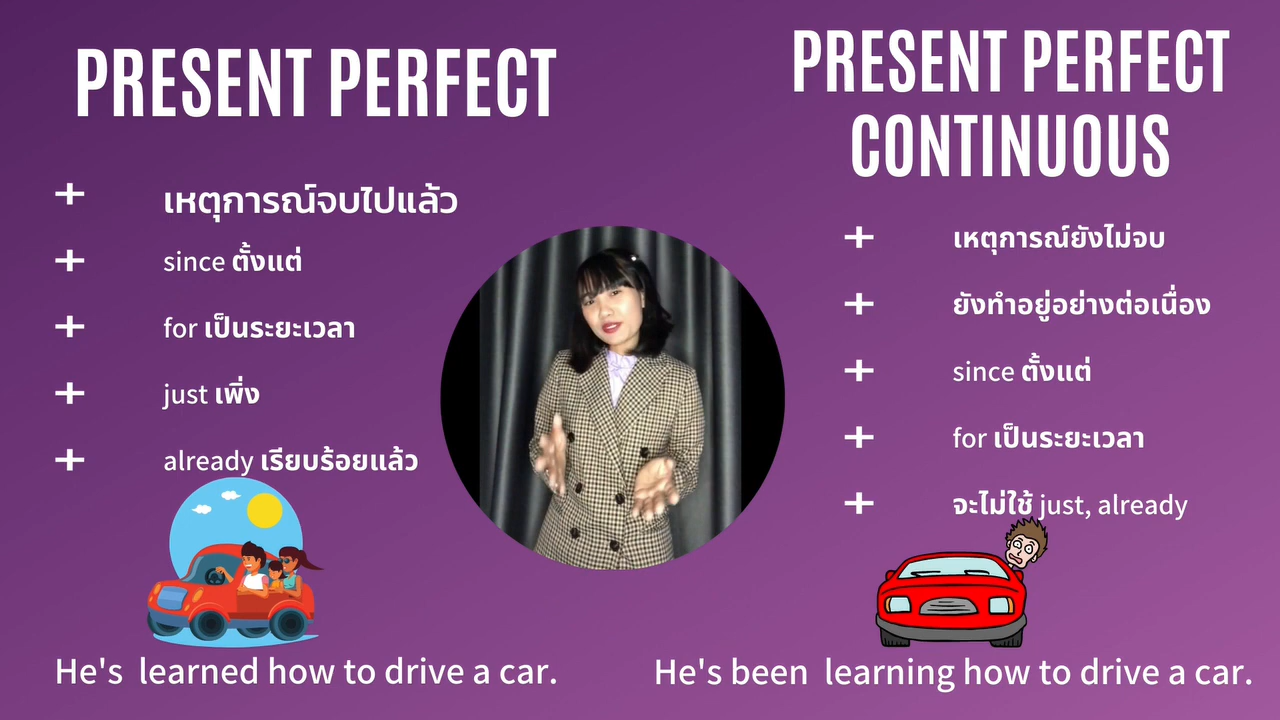 PRESENT PERFECT
เหตุการณ์จบไปแล้ว
since ตั้งแต่
for เป็นระยะเวลา
just เพิ่ง
already เรียบร้อยแล้ว
He's learned how to drive a car.
PRESENT PERFECT
CONTINUOUS
เหตุการณ์ยังไม่จบ
ยังทำอยู่อย่างต่อเนื่อง
since ตั้งแต่
for เป็นระยะเวลา
จะไม่ใช้ just, already
He's been learning how to drive a car.